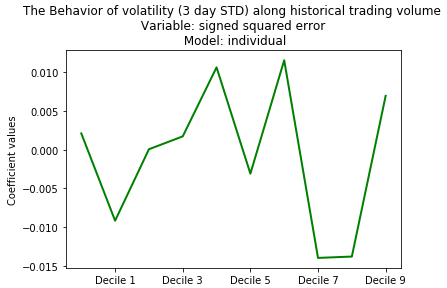 The Behavior of volatility (3 day STD) along historical trading volume
Variable: signed squared error
Model: individual
0.010
0.005
0.000
−0.005
−0.010
−0.015
Coefficient values
Decile 1 Decile 3 Decile 5 Decile 7 Decile 9